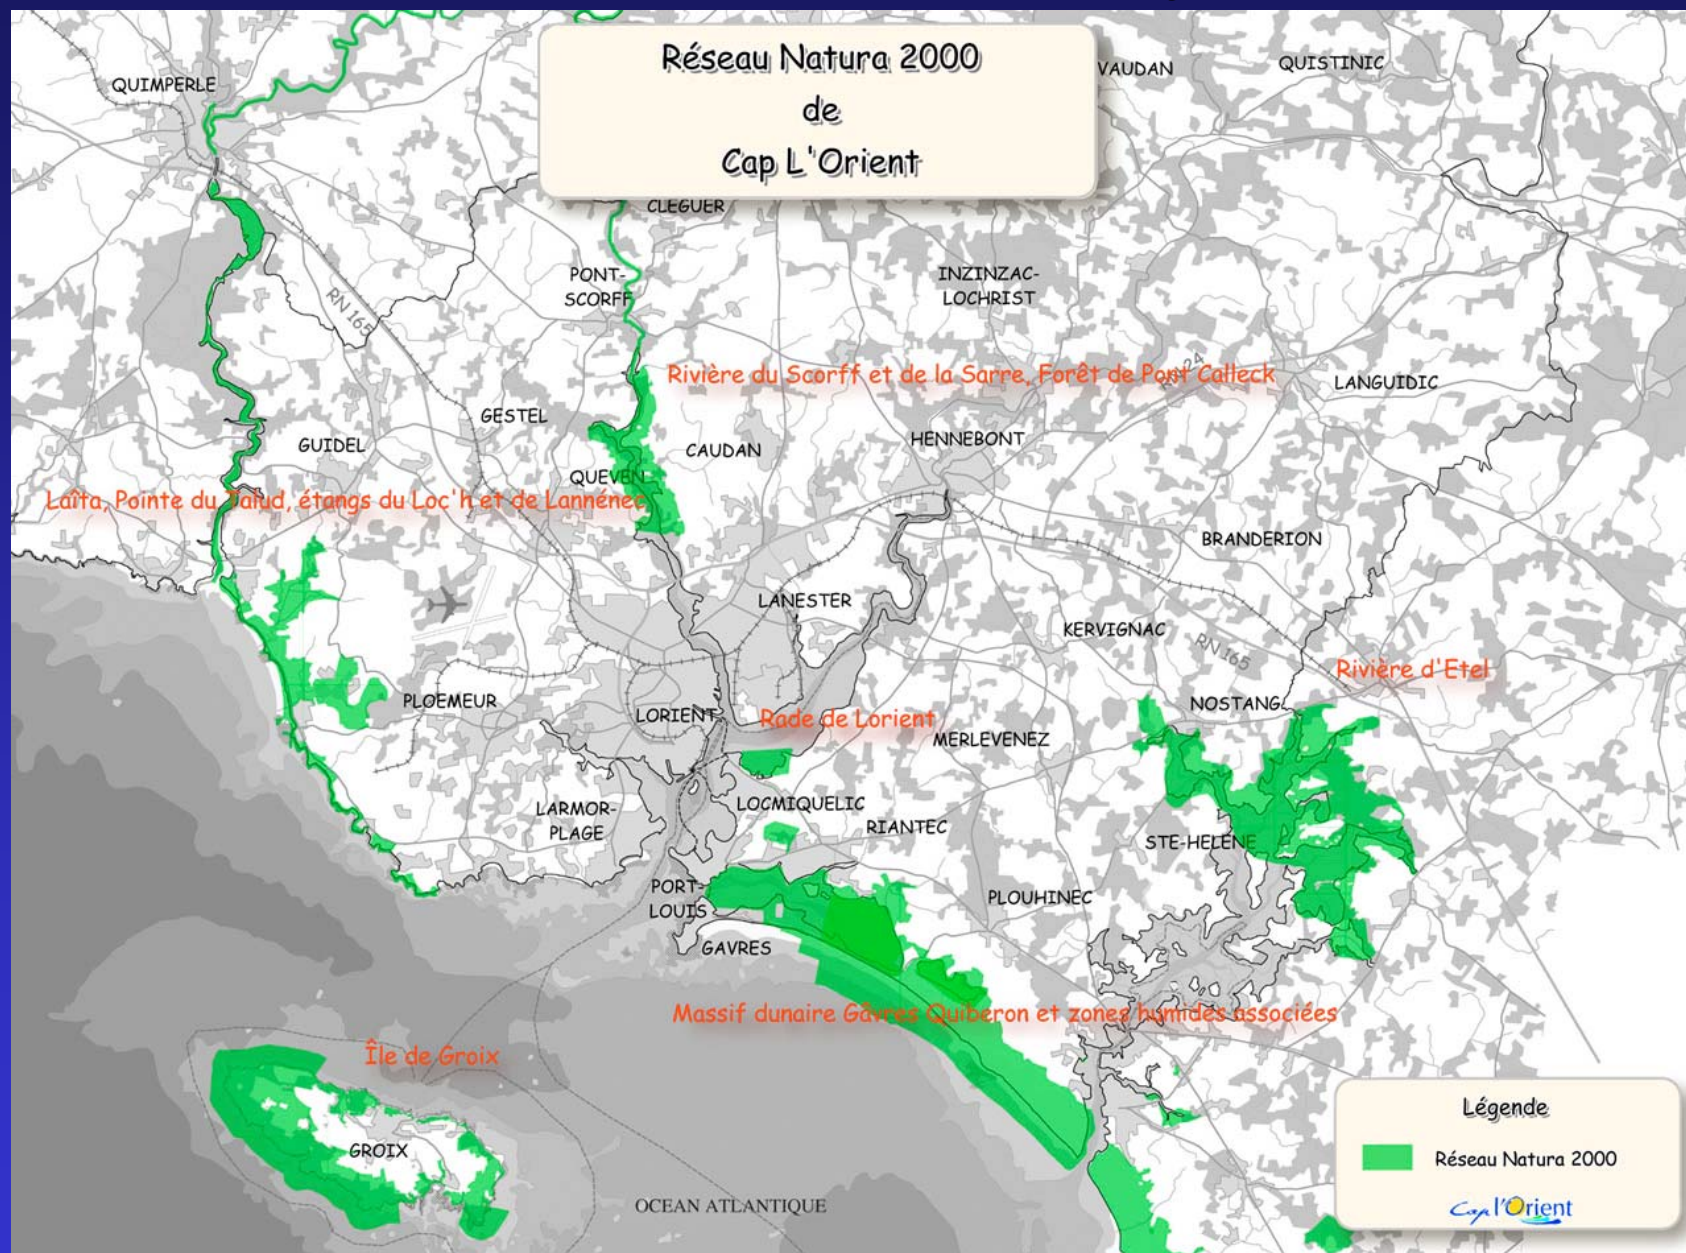 Réseau Natura 2000
de
Cap L'Orient
QUIMPERLE
VAUDAN
QUISTINIC
CLEGUER
PONT-
SCORFF
INZINZAC-
LOCHRIST
RN 165
Rivière du Scorff et de la Sarre, Forêt de Pont Calleck
LANGUIDIC
GESTEL
GUIDEL
CAUDAN
HENNEBONT
QUEVEN
Laîta, Pointe du Talud, étangs du Loc'h et de Lannénec
BRANDERION
LANESTER
KERVIGNAC
RN 165
Rivière d'Etel
PLOEMEUR
LORIENT
Rade de Lorient
NOSTANG
MERLEVENEZ
LARMOR-
PLAGE
LOCMIQUELIC
RIANTEC
STE-HELENE
PORT-
LOUIS
PLOUHINEC
GAVRES
Massif dunaire Gâvres Quiberon et zones humides associées
Île de Groix
GROIX
OCEAN ATLANTIQUE
Légende
Réseau Natura 2000
Cap l'Orient